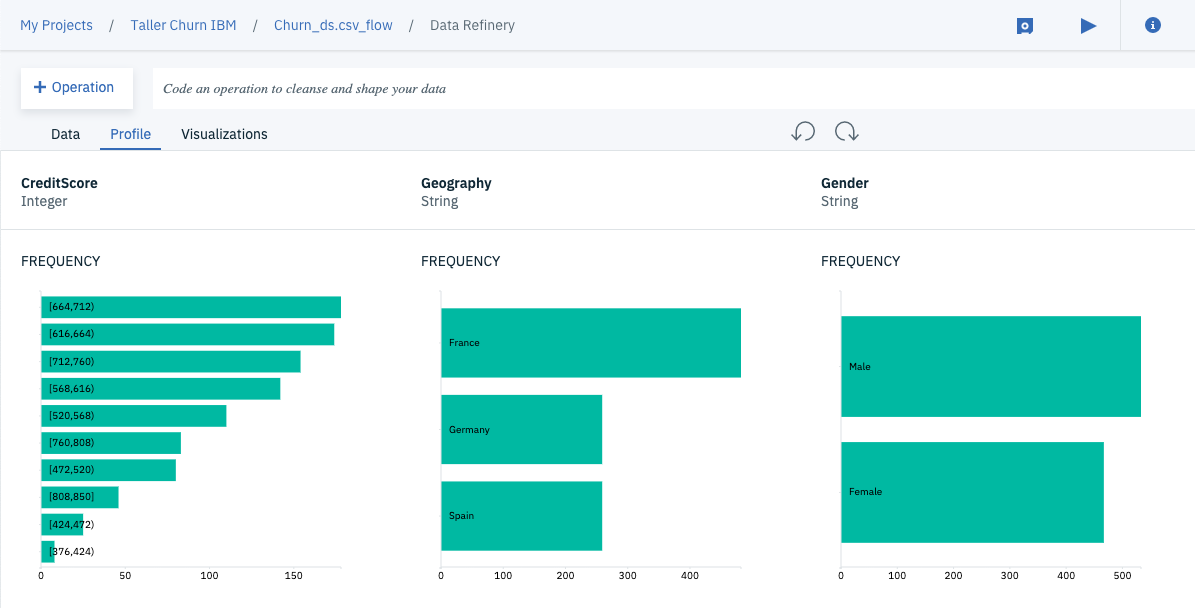 My Projects / Taller Churn IBM / Churn_ds.csv_flow / Data Refinery
+ Operation Code an operation to cleanse and shape your data
Data Profile Visualizations
CreditScore
Integer
FREQUENCY
[664,712)
[616,664)
[712,760)
[568,616)
[520,568)
[760,808)
[472,520)
[808,850]
[424,472)
[376,424)
0 50 100 150
Geography
String
FREQUENCY
France
Germany
Spain
0 100 200 300 400
Gender
String
FREQUENCY
Male
Female
0 100 200 300 400 500